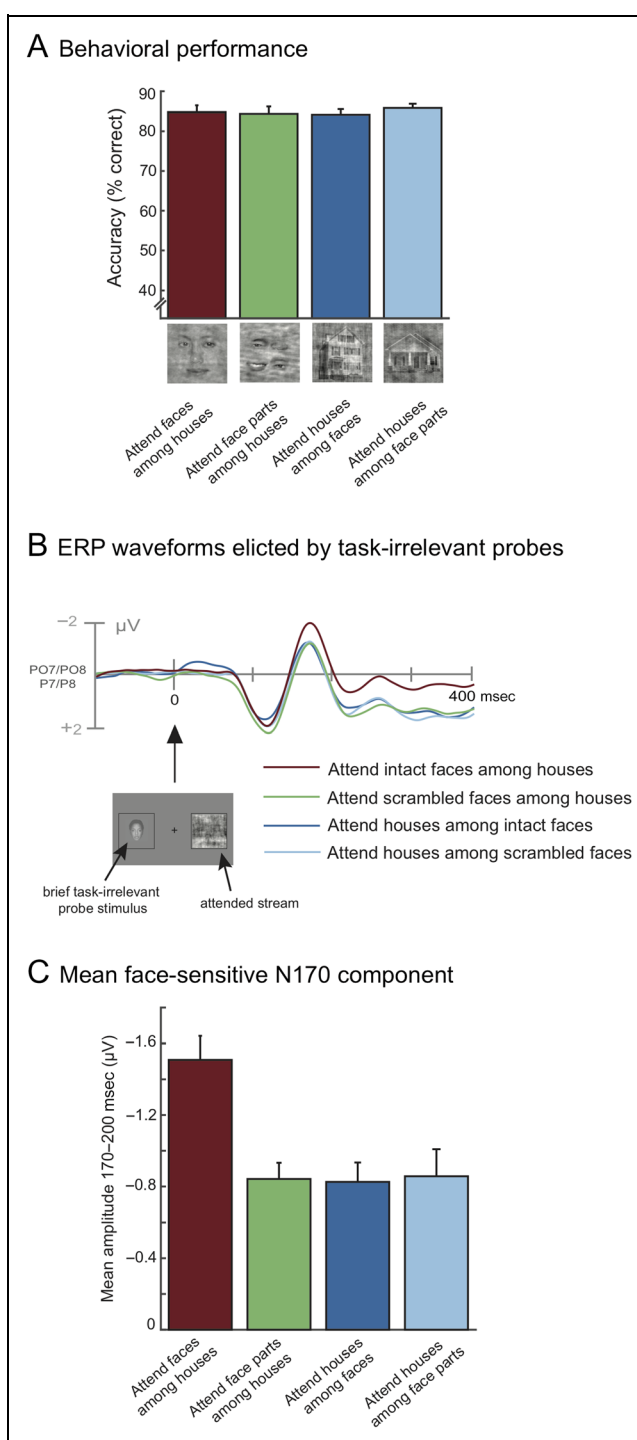 A Behavioral performance
Accuracy (% correct)
90
80
70
60
50
40
Attend faces
among houses
Attend face parts
among houses
Attend houses
among faces
Attend houses
among face parts
B ERP waveforms elicted by task-irrelevant probes
−2
µV
PO7/PO8
P7/P8
+2
0
400 msec
Attend intact faces among houses
Attend scrambled faces among houses
Attend houses among intact faces
Attend houses among scrambled faces
+
brief task-irrelevant
probe stimulus
attended stream
C Mean face-sensitive N170 component
Mean amplitude 170–200 msec (µV)
−1.6
−1.2
−0.8
−0.4
0
Attend faces
among houses
Attend face parts
among houses
Attend houses
among faces
Attend houses
among face parts